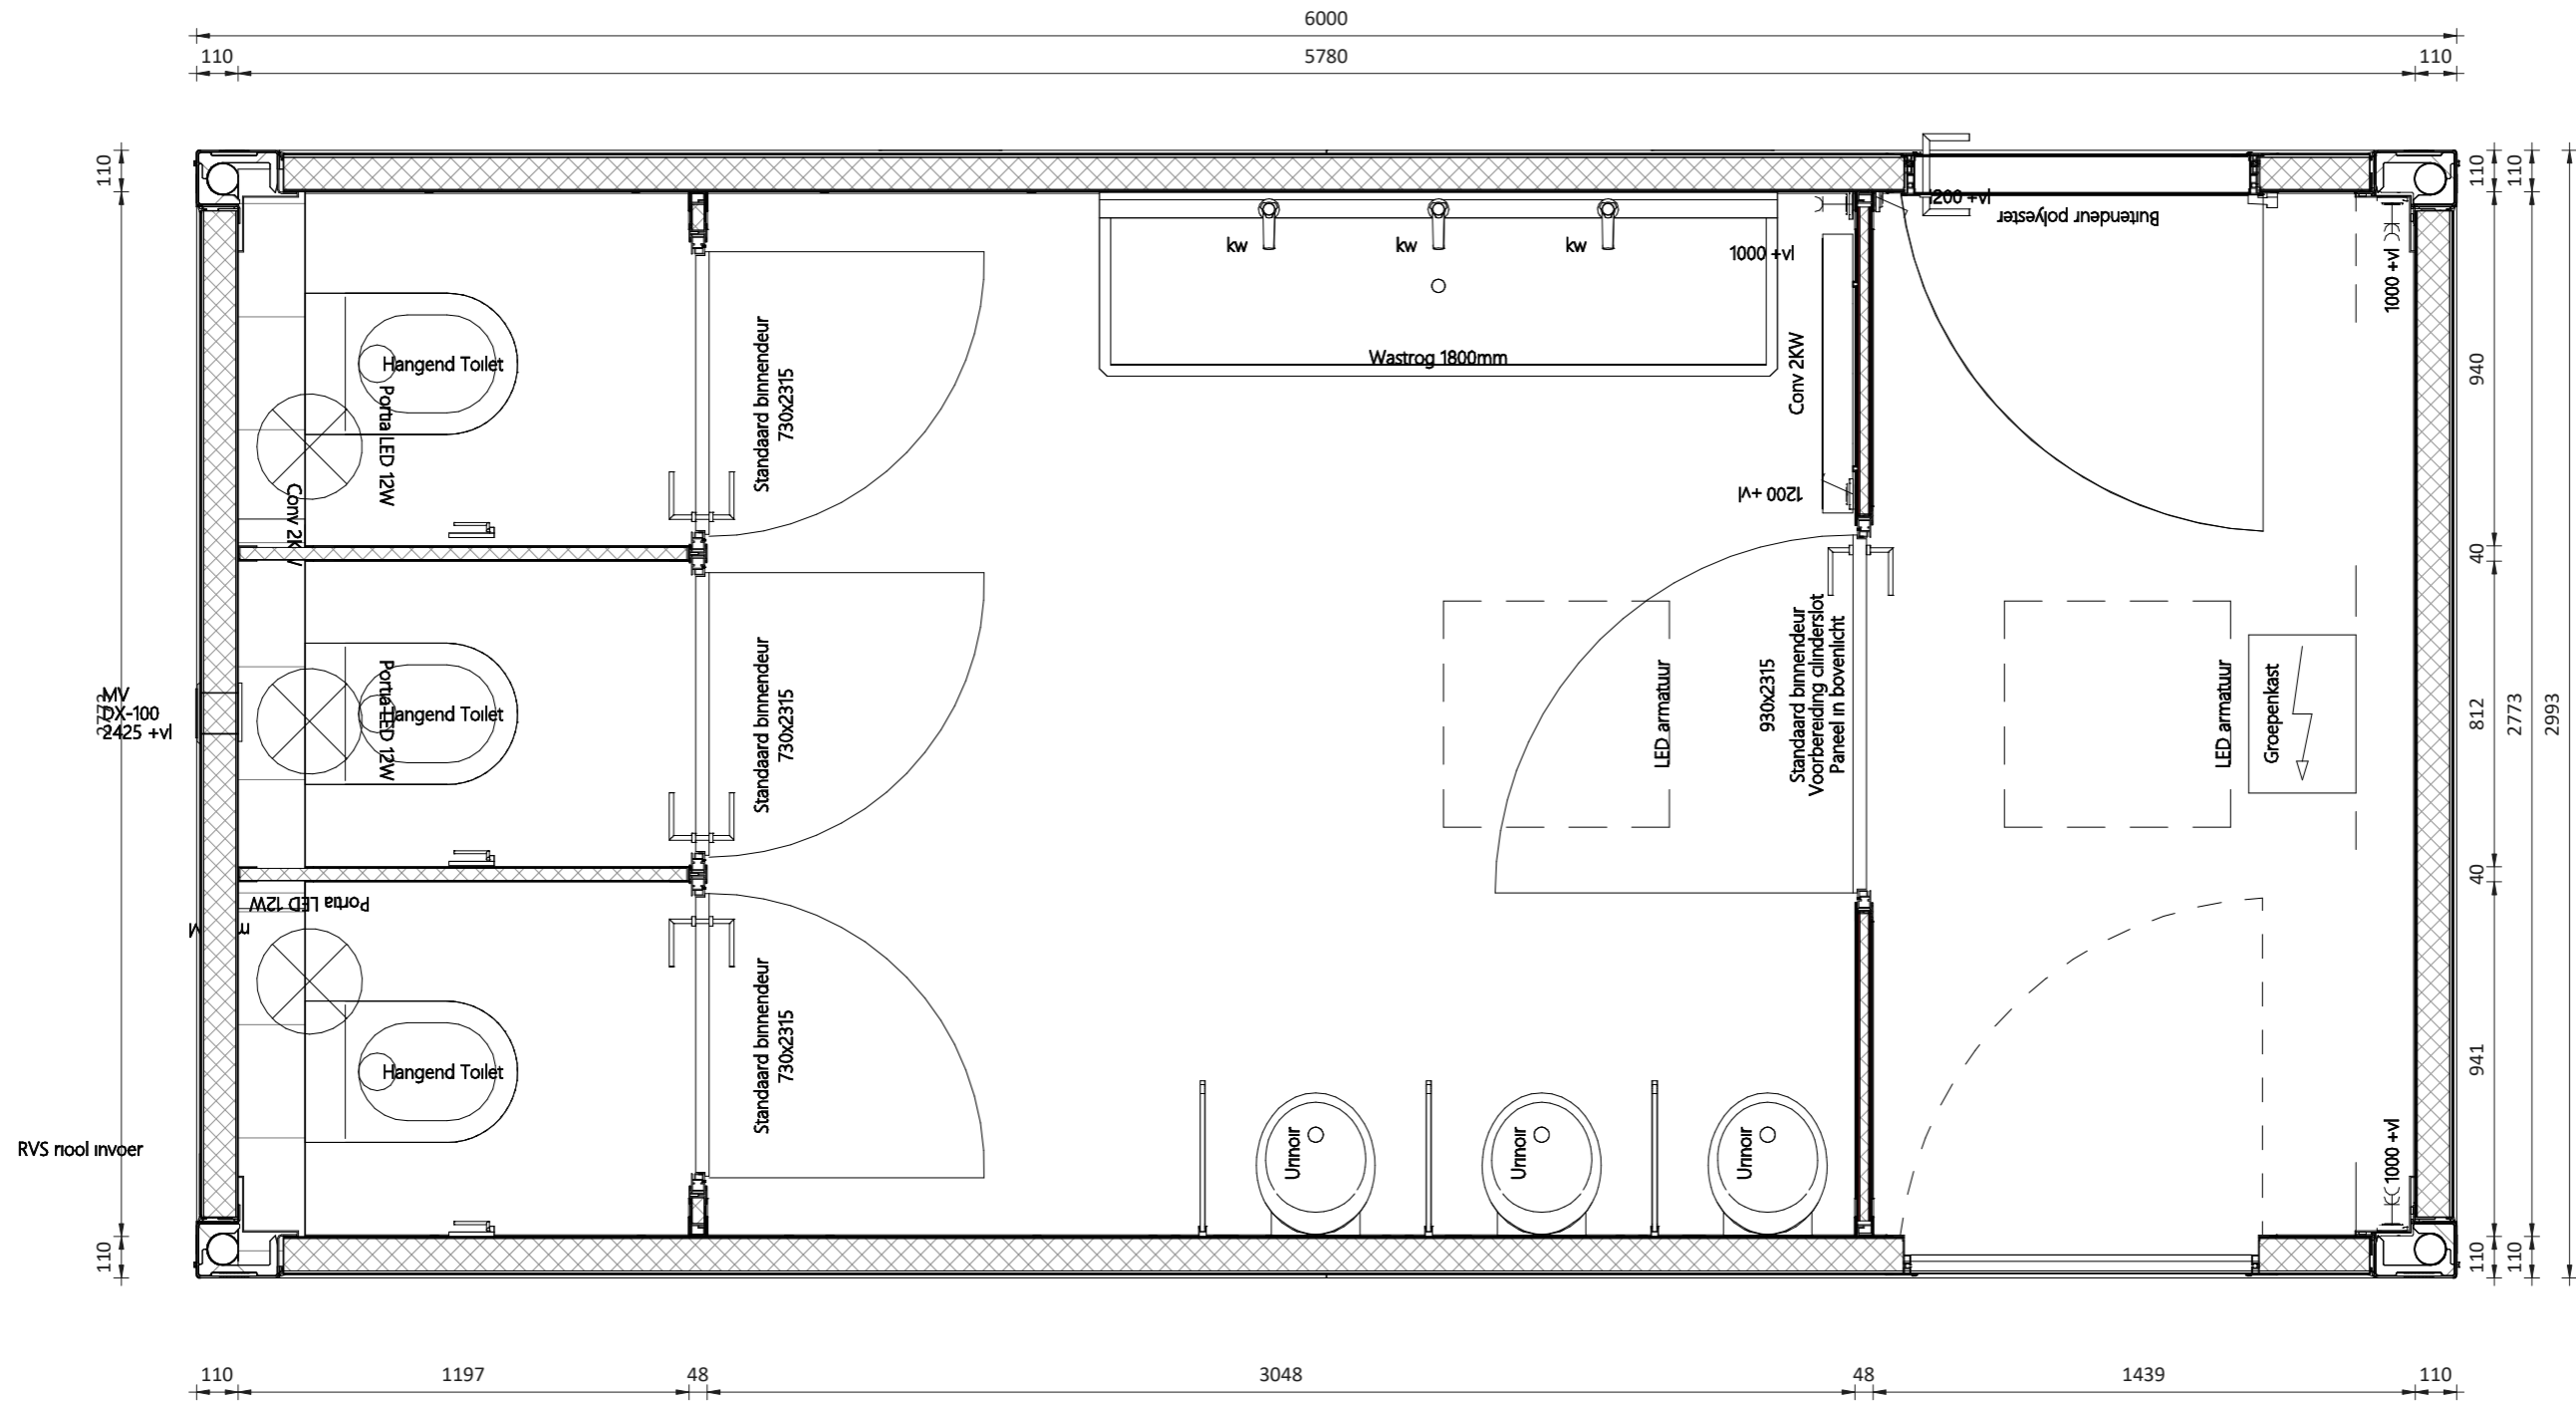 6000
110
5780
110
110
110
110
1200 +vl
Buitendeur polyester
kw
kw
kw
1000 +vl
1000 +vl
Wastrog 1800mm
Conv 2KW
1200 +vl
Standaard binnendeur
730x2315
Hangend Toilet
Portia LED 12W
940
40
Standaard binnendeur
730x2315
Hangend Toilet
Portia LED 12W
MV
DX-100
2425 +vl
2773
LED armatuur
930x2315
Standaard binnendeur
Voorbereiding cilinderslot
Paneel in bovenlicht
LED armatuur
Groepenkast
812
2773
2993
40
Portia LED 12W
Standaard binnendeur
730x2315
Hangend Toilet
941
RVS riool invoer
Urinoir
Urinoir
Urinoir
1000 +vl
110
110
110
110
1197
48
3048
48
1439
110